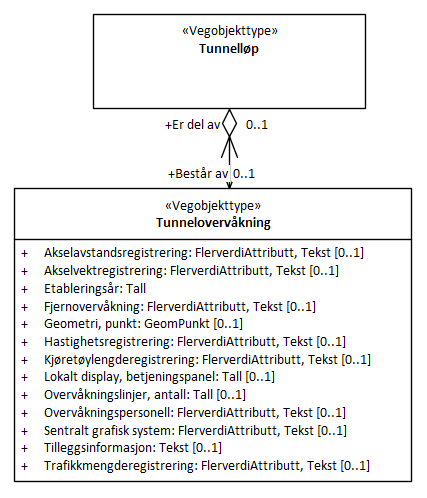 «Vegobjekttype»
Tunnelløp
+Er del av 0..1
+Består av 0..1
«Vegobjekttype»
Tunnelovervåkning
+ Akselavstandsregistrering: FlerverdiAttributt, Tekst [0..1]
+ Akselvektregistrering: FlerverdiAttributt, Tekst [0..1]
+ Etableringsår: Tall
+ Fjernovervåkning: FlerverdiAttributt, Tekst [0..1]
+ Geometri, punkt: GeomPunkt [0..1]
+ Hastighetsregistrering: FlerverdiAttributt, Tekst [0..1]
+ Kjøretøylengderegistrering: FlerverdiAttributt, Tekst [0..1]
+ Lokalt display, betjeningspanel: Tall [0..1]
+ Overvåkningslinjer, antall: Tall [0..1]
+ Overvåkningspersonell: FlerverdiAttributt, Tekst [0..1]
+ Sentralt grafisk system: FlerverdiAttributt, Tekst [0..1]
+ Tilleggsinformasjon: Tekst [0..1]
+ Trafikkmengderegistrering: FlerverdiAttributt, Tekst [0..1]